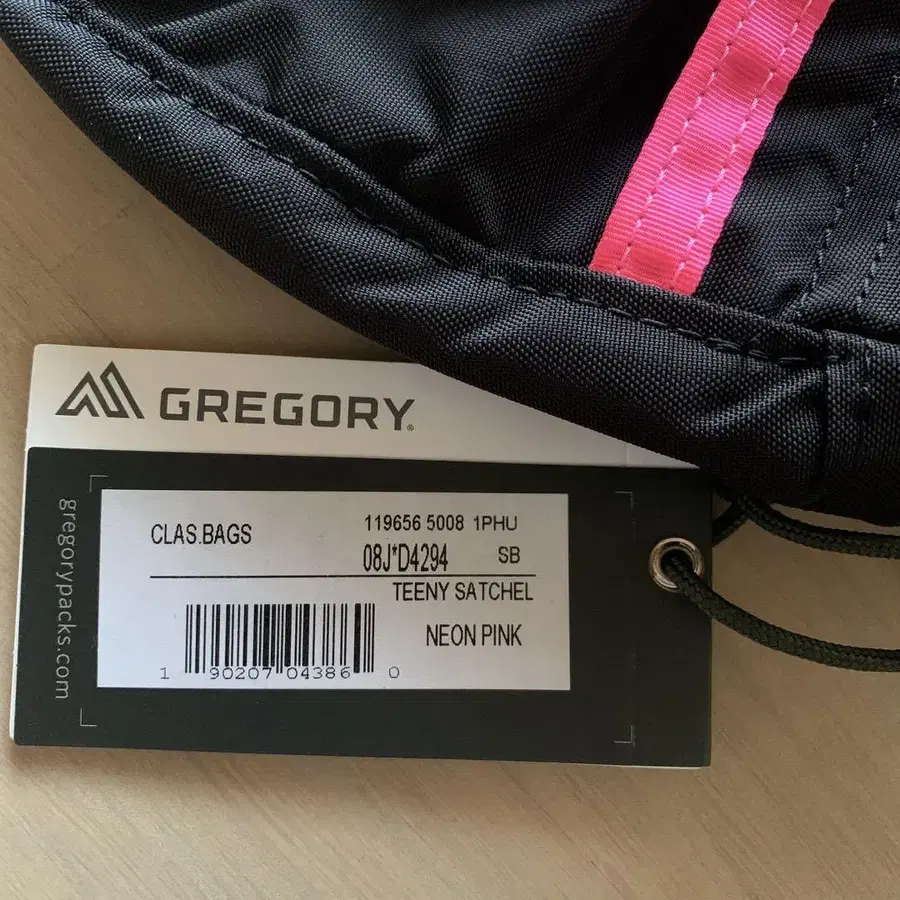 GREGORY®
gregorypacks.com
CLAS.BAGS
119656 5008 1PHU
08J*D4294 SB
TEENY SATCHEL
NEON PINK
1 90207 04386 0